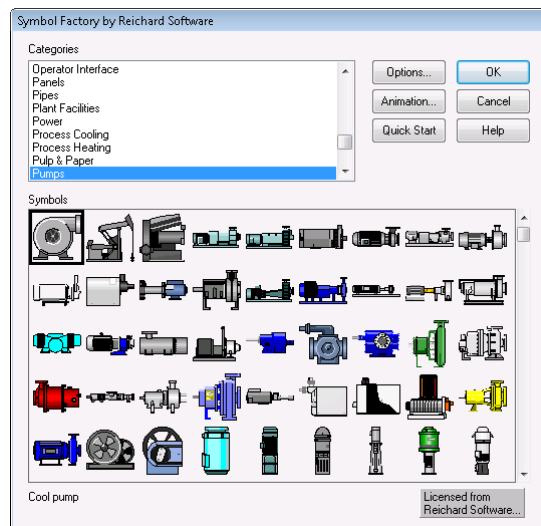 Symbol Factory by Reichard Software
Categories
Operator Interface
Panels
Pipes
Plant Facilities
Power
Process Cooling
Process Heating
Pulp & Paper
Pumps
Options...
OK
Animation...
Cancel
Quick Start
Help
Symbols
Cool pump
Licensed from
Reichard Software...